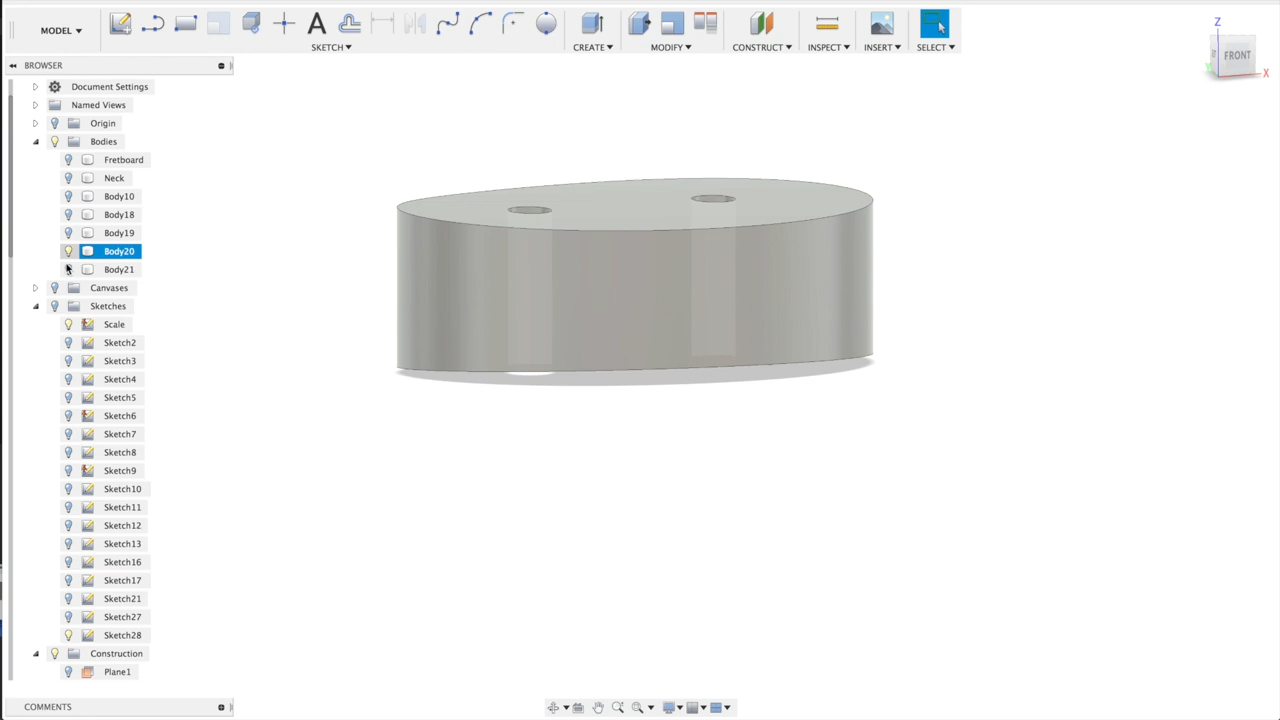 MODEL
SKETCH
CREATE
MODIFY
CONSTRUCT
INSPECT
INSERT
SELECT
BROWSER
Document Settings
Named Views
Origin
Bodies
Fretboard
Neck
Body10
Body18
Body19
Body20
Body21
Canvases
Sketches
Scale
Sketch2
Sketch3
Sketch4
Sketch5
Sketch6
Sketch7
Sketch8
Sketch9
Sketch10
Sketch11
Sketch12
Sketch13
Sketch16
Sketch17
Sketch21
Sketch27
Sketch28
Construction
Plane1
COMMENTS
Z
FRONT
X